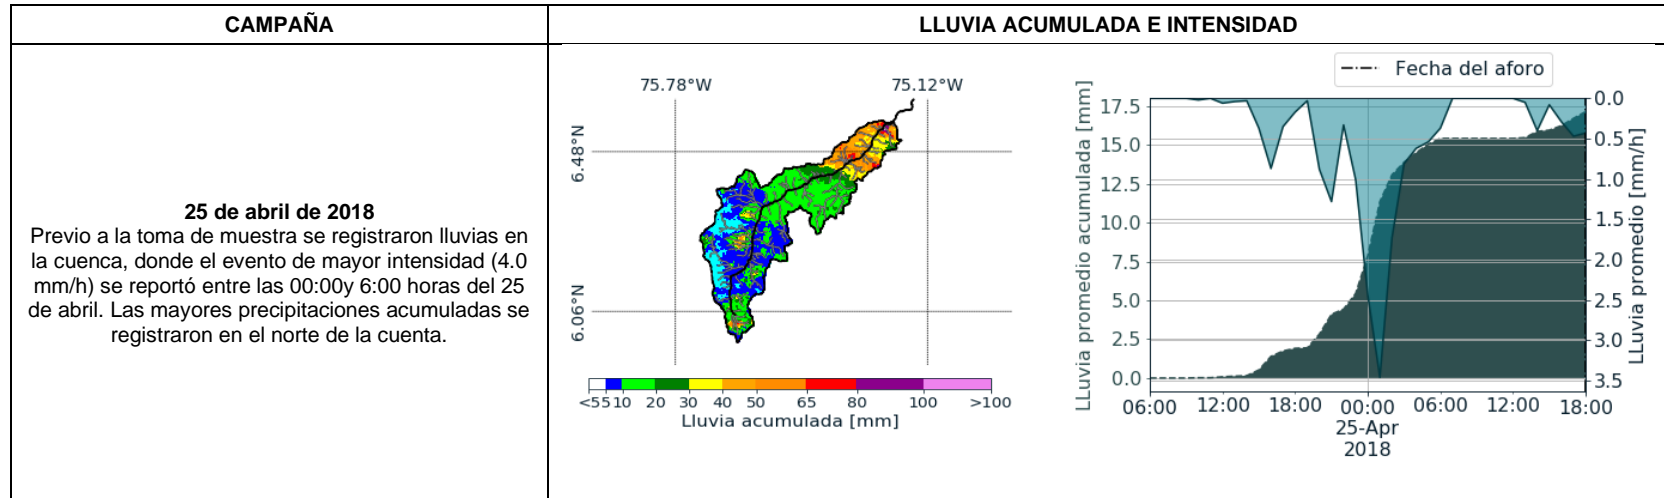 CAMPAÑA
LLUVIA ACUMULADA E INTENSIDAD
25 de abril de 2018
Previo a la toma de muestra se registraron lluvias en
la cuenca, donde el evento de mayor intensidad (4.0
mm/h) se reportó entre las 00:00y 6:00 horas del 25
de abril. Las mayores precipitaciones acumuladas se
registraron en el norte de la cuenta.
75.78°W
75.12°W
6.48°N
6.06°N
<5 5 10 20 30 40 50 65 80 100 >100
Lluvia acumulada [mm]
Fecha del aforo
LLuvia promedio acumulada [mm]
17.5
15.0
12.5
10.0
7.5
5.0
2.5
0.0
0.0
0.5
1.0
1.5
2.0
2.5
3.0
3.5
LLuvia promedio [mm/h]
06:00 12:00 18:00 00:00 06:00 12:00 18:00
25-Apr
2018